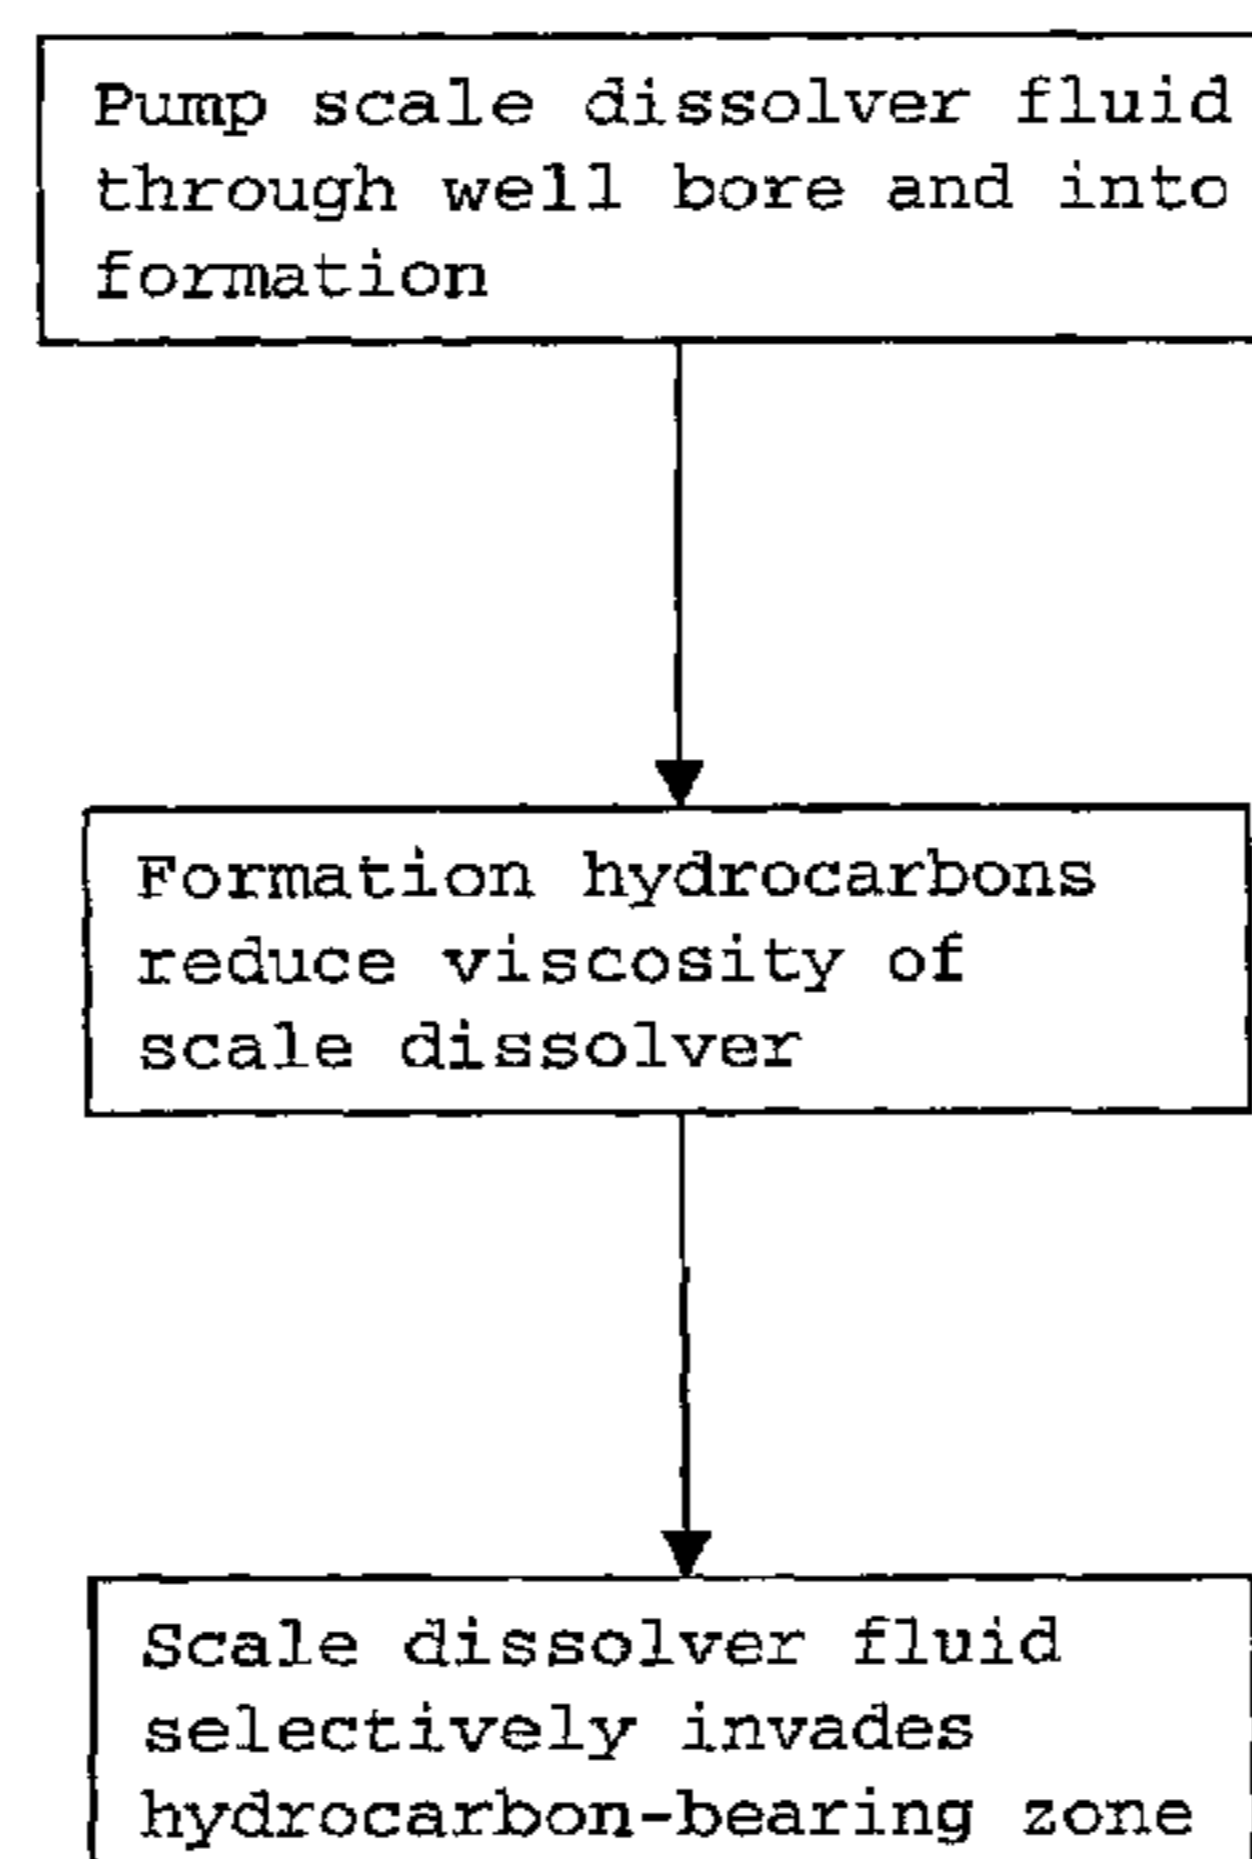 Pump scale dissolver fluid
through well bore and into
formation
Formation hydrocarbons
reduce viscosity of
scale dissolver
Scale dissolver fluid
selectively invades
hydrocarbon-bearing zone